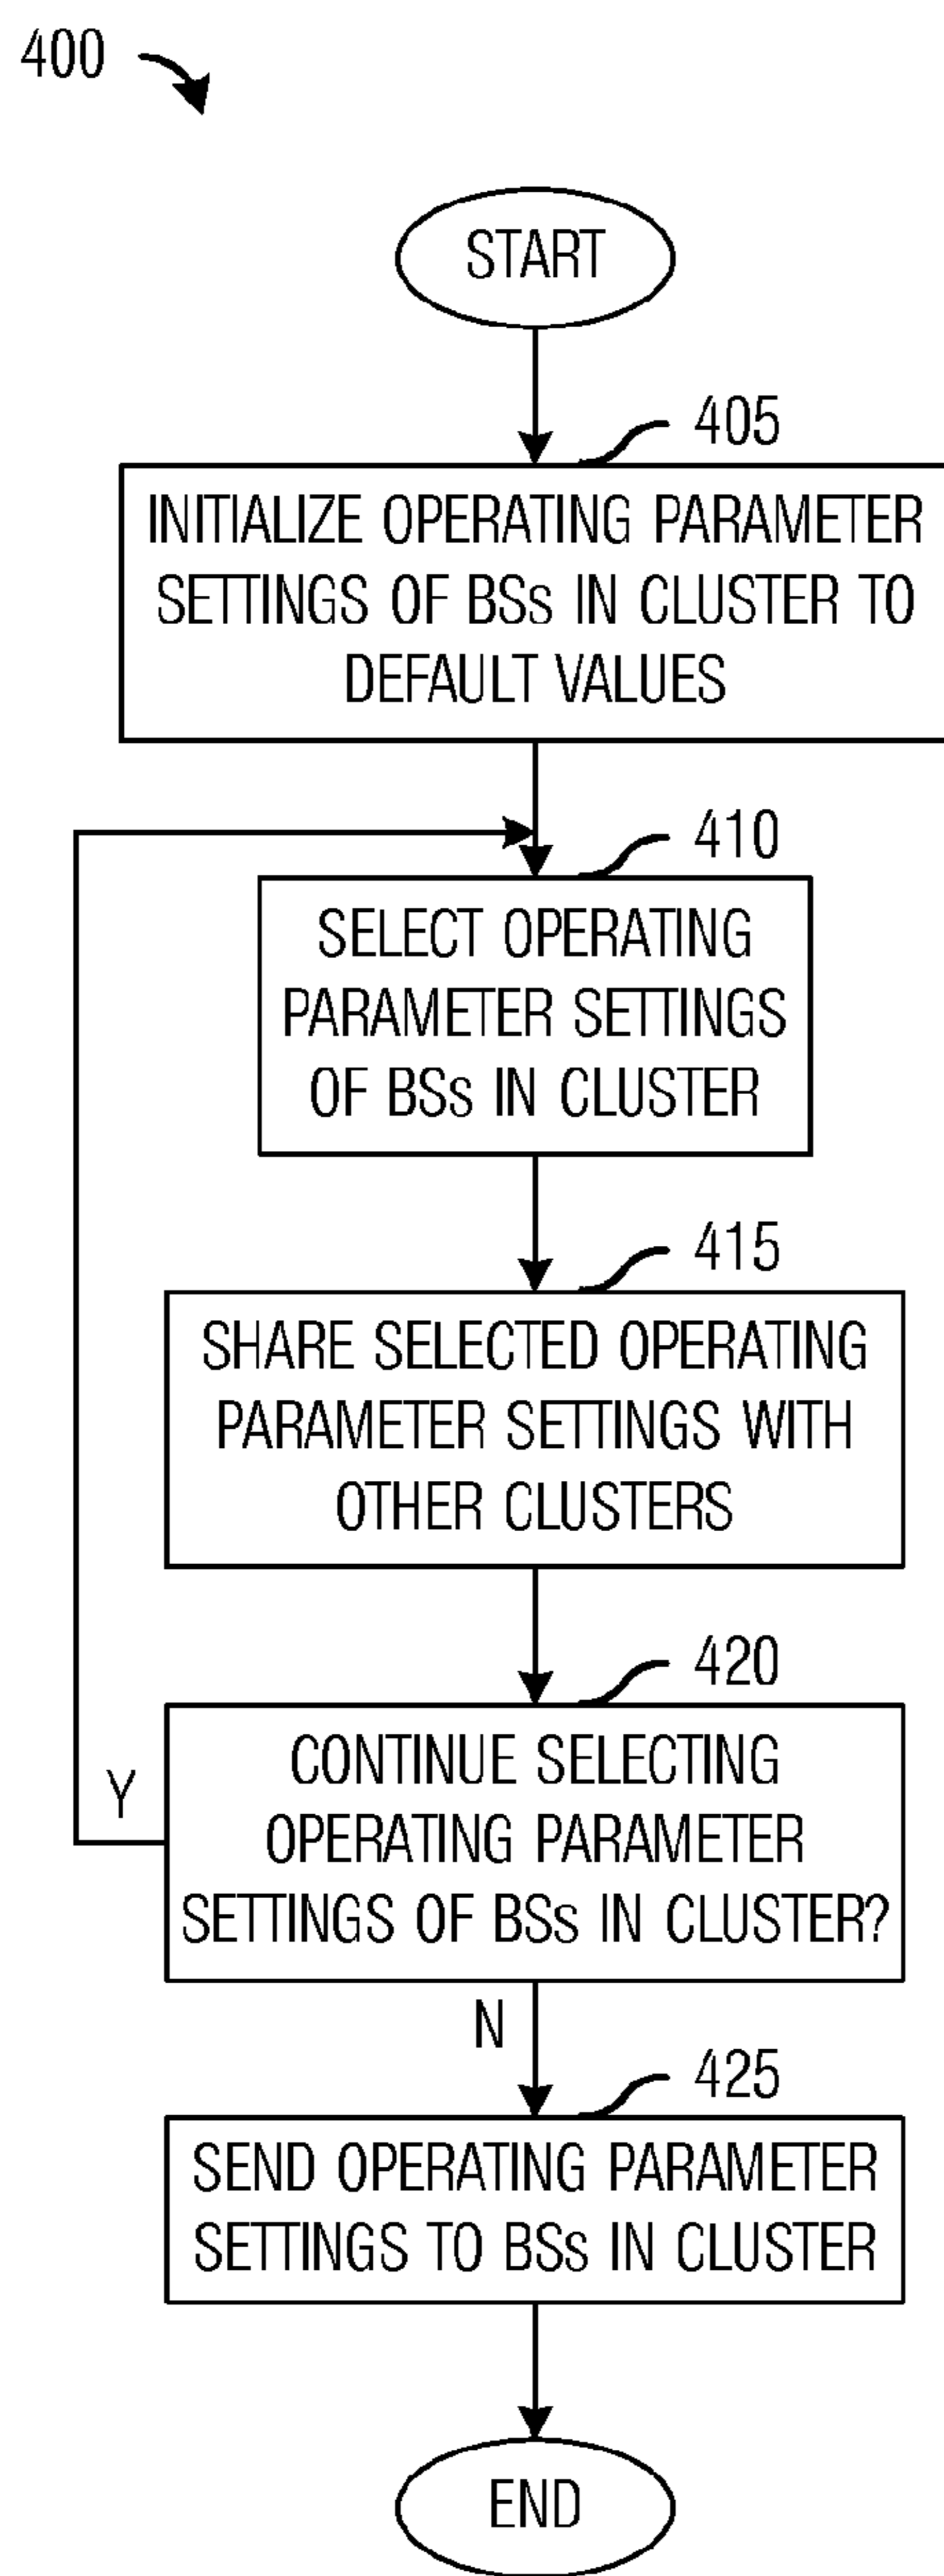 400
START
405
INITIALIZE OPERATING PARAMETER
SETTINGS OF BSs IN CLUSTER TO
DEFAULT VALUES
410
SELECT OPERATING
PARAMETER SETTINGS
OF BSs IN CLUSTER
415
SHARE SELECTED OPERATING
PARAMETER SETTINGS WITH
OTHER CLUSTERS
420
CONTINUE SELECTING
OPERATING PARAMETER
SETTINGS OF BSs IN CLUSTER?
Y
N
425
SEND OPERATING PARAMETER
SETTINGS TO BSs IN CLUSTER
END